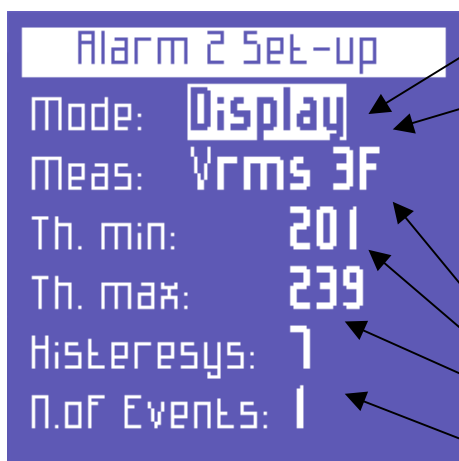 Alarm 2 Set-up
Mode: Display
Meas: Vrms 3F
Th. min: 201
Th. max: 239
Histeresys: 7
N.of Events: 1